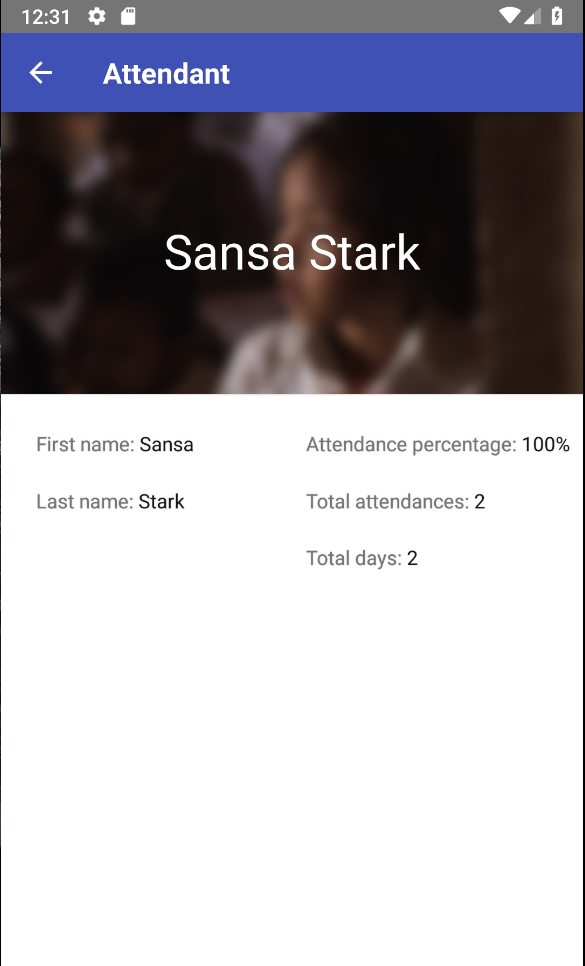 12:31
Attendant
Sansa Stark
First name: Sansa
Attendance percentage: 100%
Last name: Stark
Total attendances: 2
Total days: 2